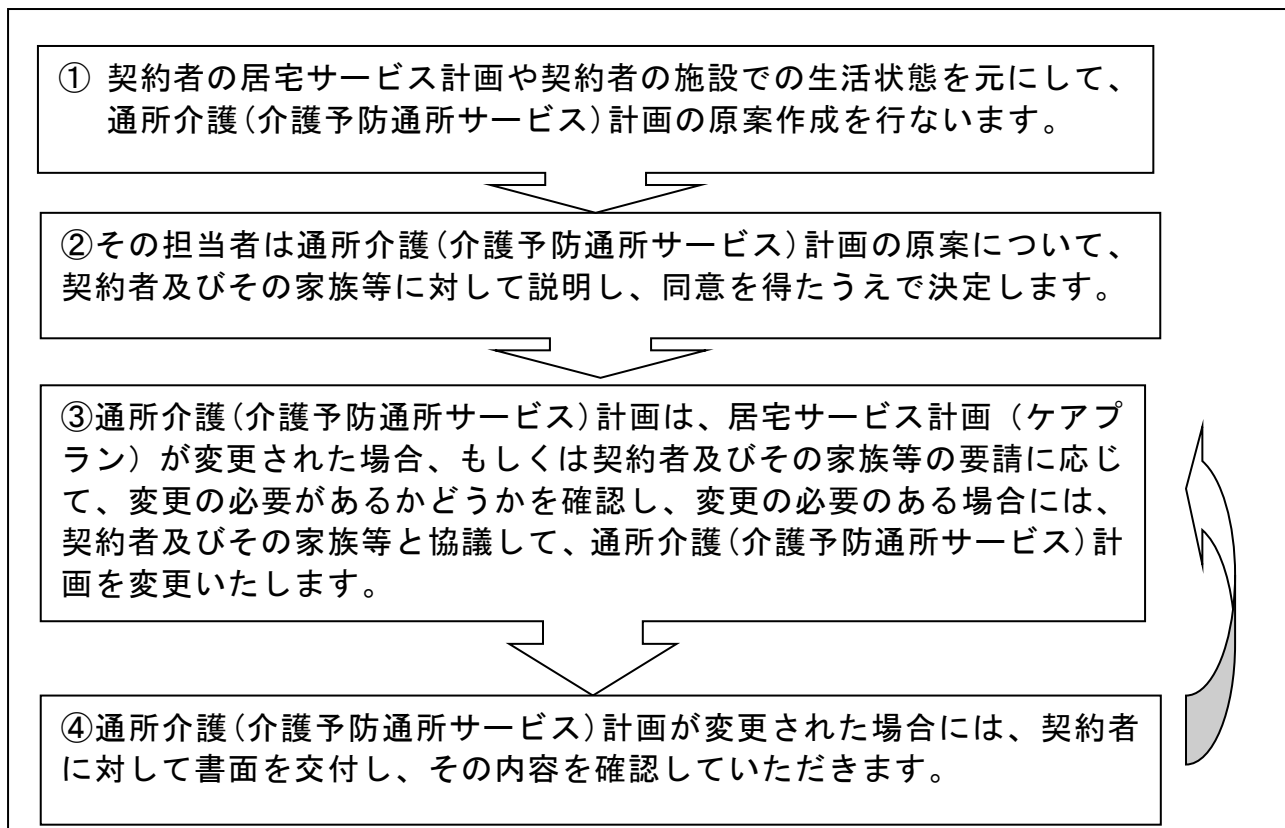 ① 契約者の居宅サービス計画や契約者の施設での生活状態を元にして、
通所介護(介護予防通所サービス)計画の原案作成を行ないます。
②その担当者は通所介護(介護予防通所サービス)計画の原案について、
契約者及びその家族等に対して説明し、同意を得たうえで決定します。
③通所介護(介護予防通所サービス)計画は、居宅サービス計画（ケアプ
ラン）が変更された場合、もしくは契約者及びその家族等の要請に応じ
て、変更の必要があるかどうかを確認し、変更の必要のある場合には、
契約者及びその家族等と協議して、通所介護(介護予防通所サービス)計
画を変更いたします。
④通所介護(介護予防通所サービス)計画が変更された場合には、契約者
に対して書面を交付し、その内容を確認していただきます。